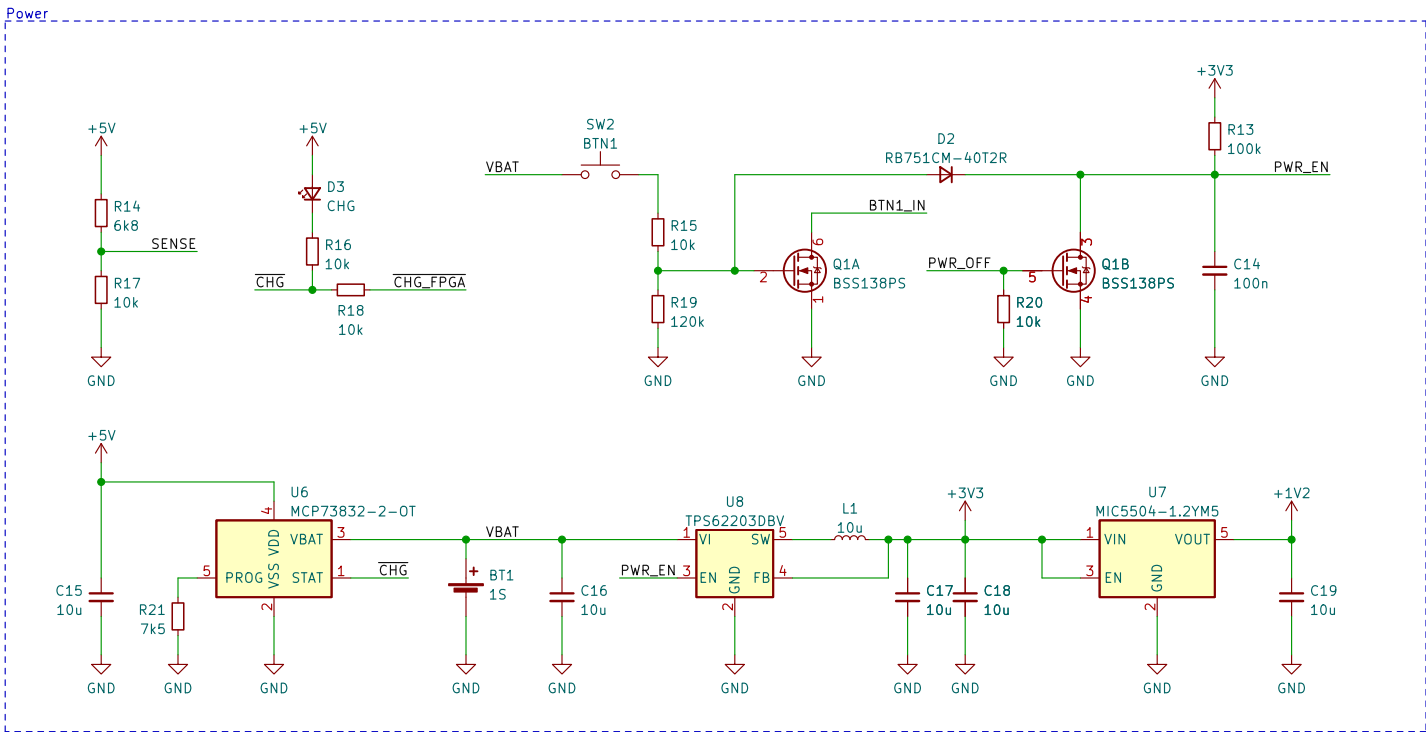 Power
+5V
R14
6k8
SENSE
R17
10k
GND
+5V
D3
CHG
R16
10k
CHG
CHG_FPGA
R18
10k
VBAT
SW2
BTN1
R15
10k
R19
120k
GND
D2
RB751CM-40T2R
BTN1_IN
6
Q1A
BSS138PS
2
1
GND
PWR_OFF
R20
10k
GND
3
Q1B
BSS138PS
5
4
GND
+3V3
R13
100k
PWR_EN
C14
100n
GND
+5V
C15
10u
GND
R21
7k5
GND
U6
MCP73832-2-OT
4
VDD
VBAT
3
5
PROG
STAT
1
VSS
2
GND
CHG
VBAT
BT1
1S
GND
C16
10u
GND
U8
TPS62203DBV
1
VI
SW
5
PWR_EN
3
EN
FB
4
GND
2
GND
L1
10u
+3V3
C17
10u
GND
C18
10u
GND
U7
MIC5504-1.2YM5
1
VIN
VOUT
5
3
EN
GND
2
GND
+1V2
C19
10u
GND